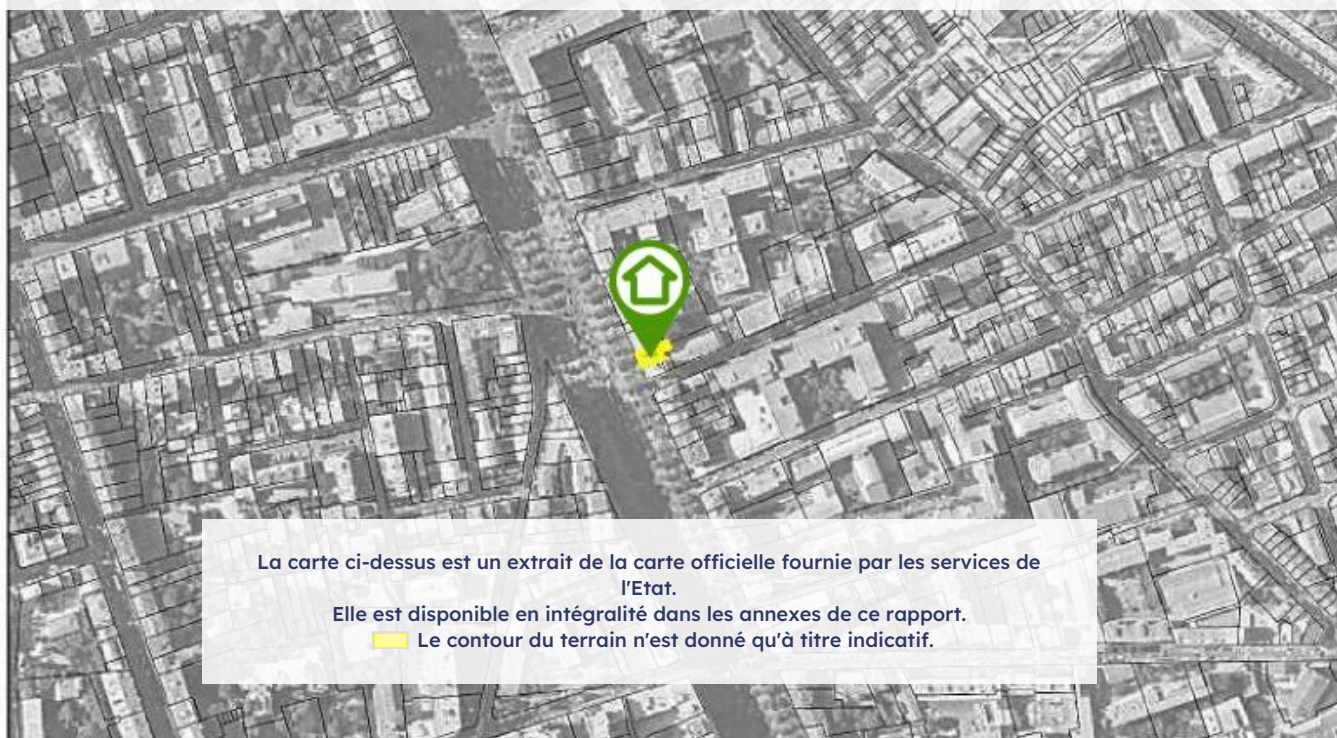 La carte ci-dessus est un extrait de la carte officielle fournie par les services de
l'Etat.
Elle est disponible en intégralité dans les annexes de ce rapport.
Le contour du terrain n'est donné qu'à titre indicatif.